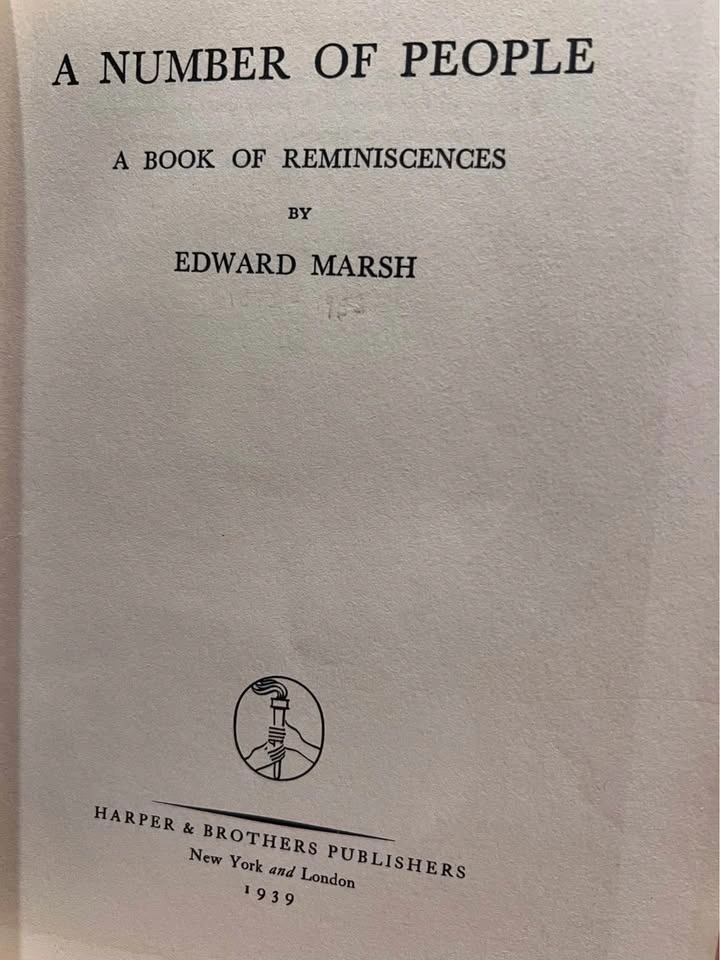 A NUMBER OF PEOPLE
A BOOK OF REMINISCENCES
BY
EDWARD MARSH
HARPER & BROTHERS PUBLISHERS
New York and London
1939